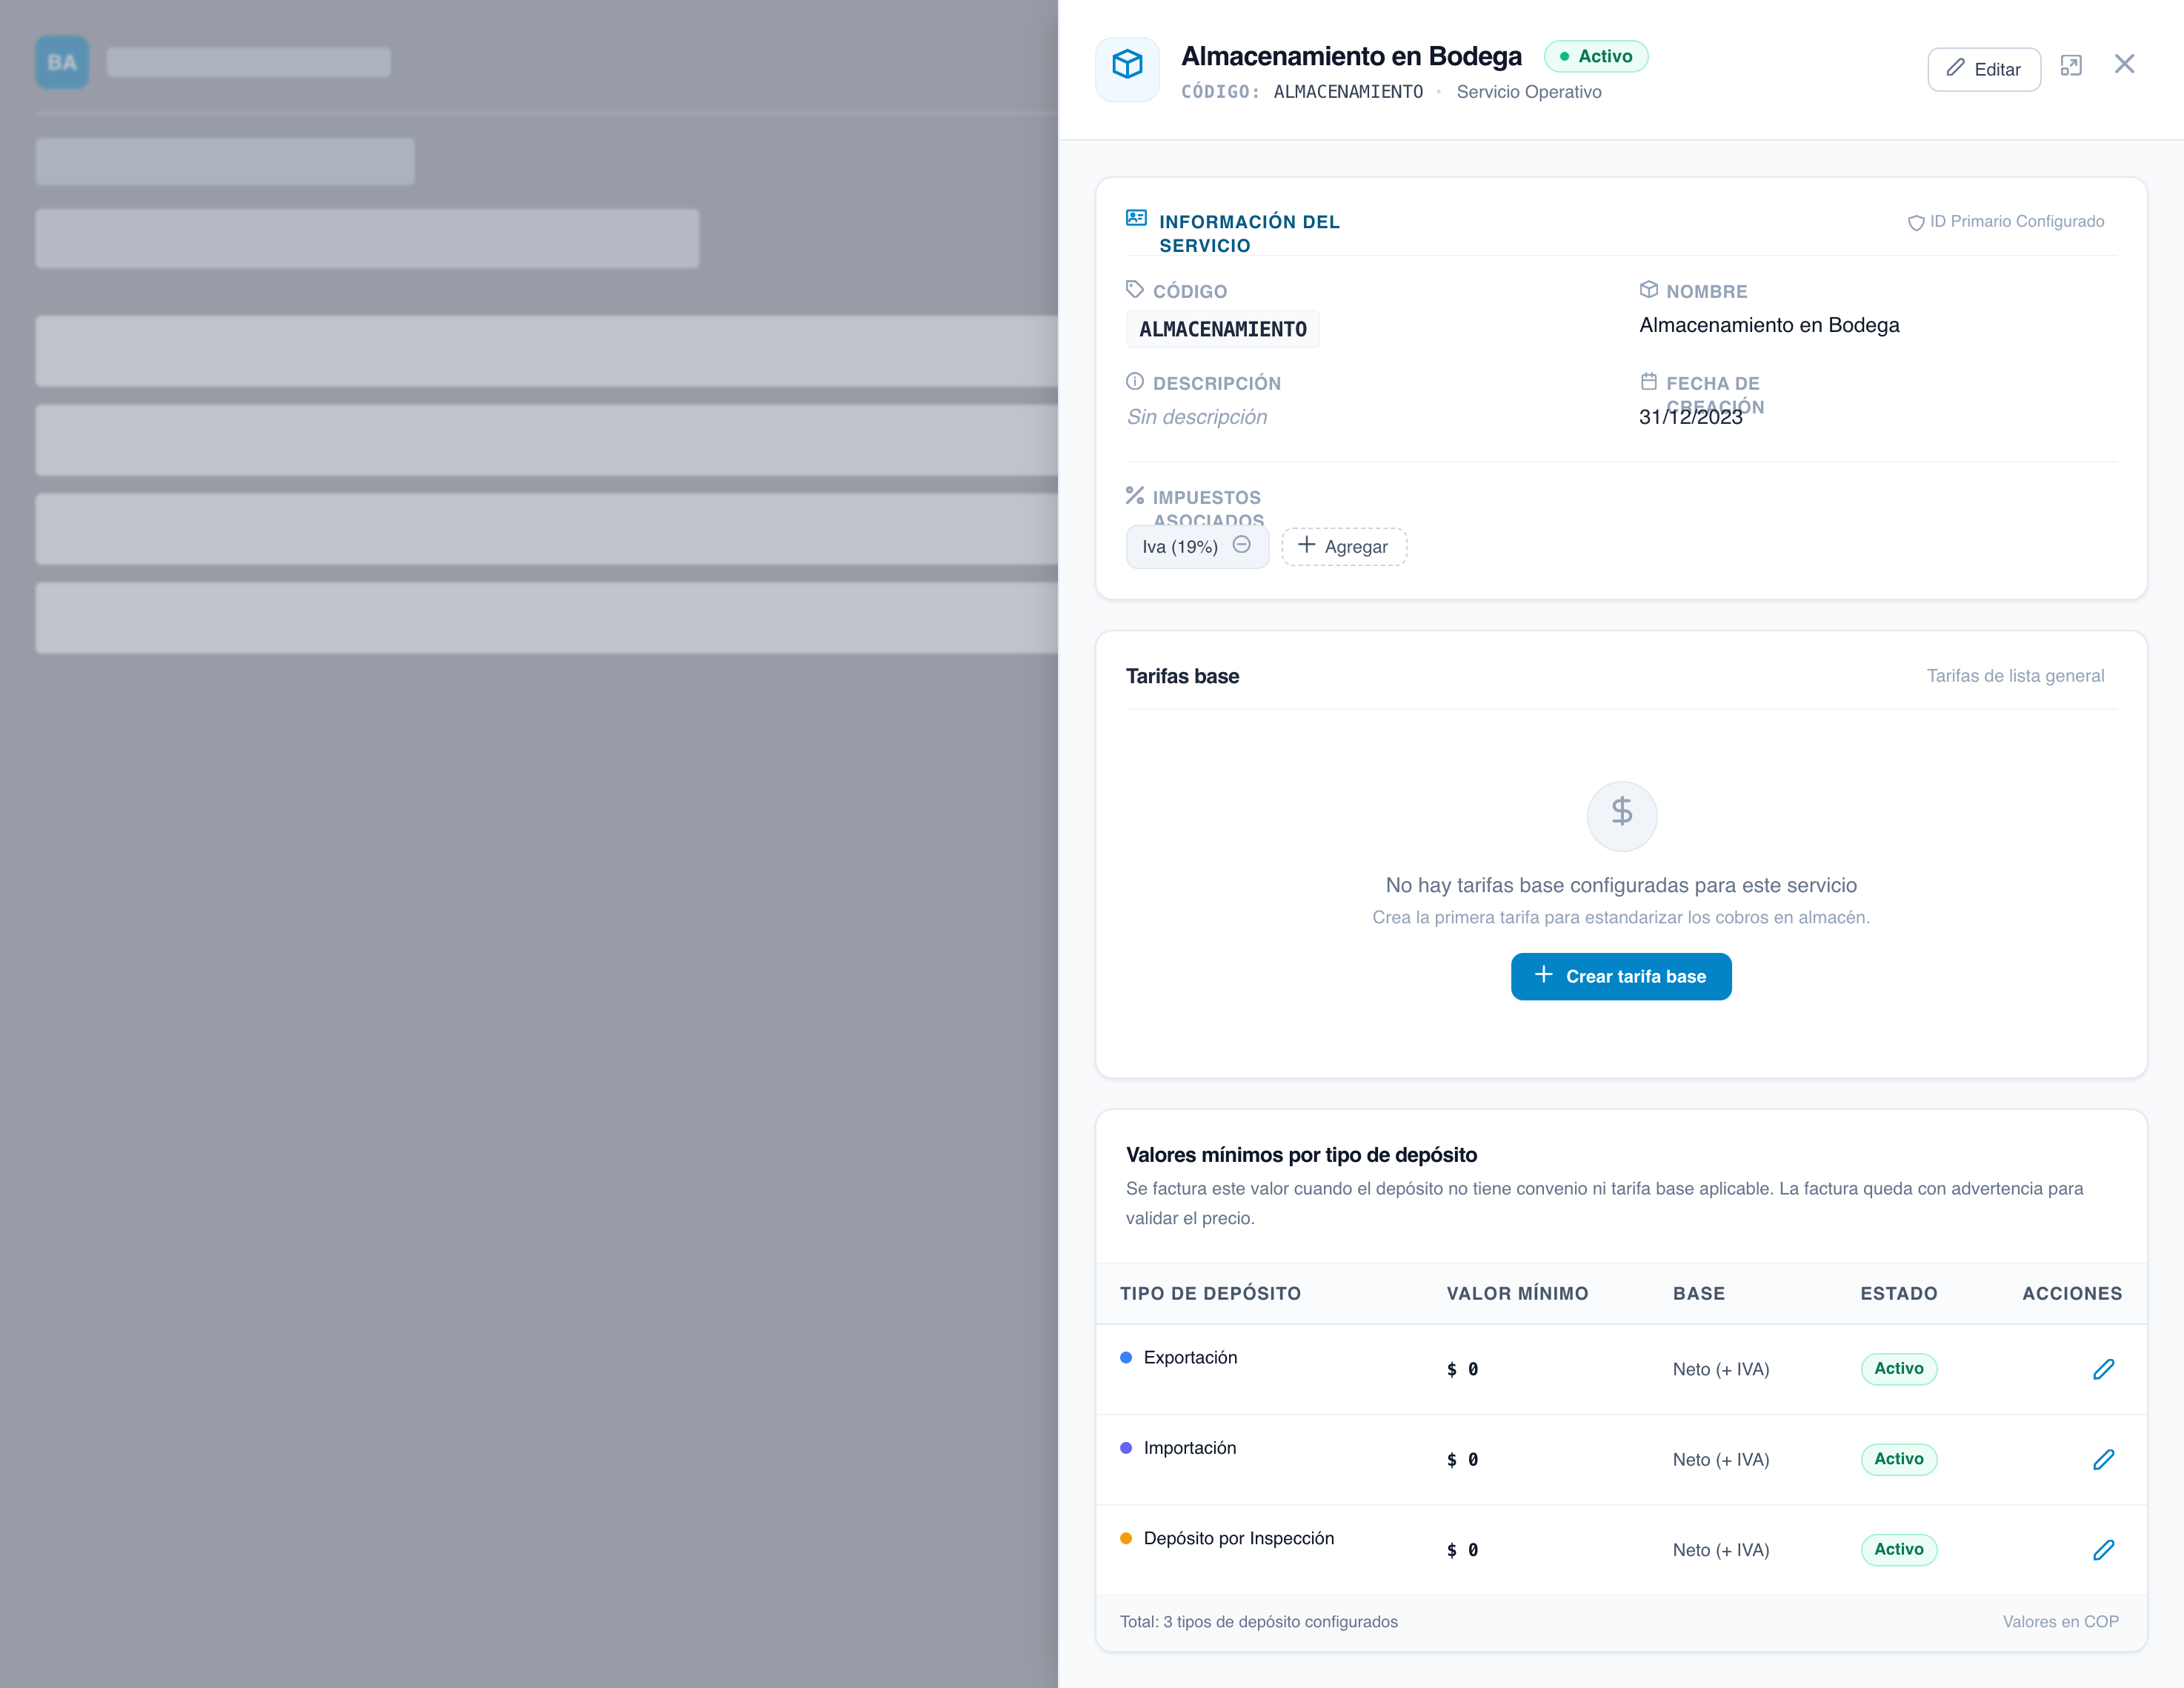 BA
Almacenamiento en Bodega
Activo
CÓDIGO: ALMACENAMIENTO • Servicio Operativo
Editar
INFORMACIÓN DEL
SERVICIO
ID Primario Configurado
CÓDIGO
ALMACENAMIENTO
NOMBRE
Almacenamiento en Bodega
DESCRIPCIÓN
Sin descripción
FECHA DE
CREACIÓN
31/12/2023
IMPUESTOS
ASOCIADOS
Iva (19%)
Agregar
Tarifas base
Tarifas de lista general
No hay tarifas base configuradas para este servicio
Crea la primera tarifa para estandarizar los cobros en almacén.
Crear tarifa base
Valores mínimos por tipo de depósito
Se factura este valor cuando el depósito no tiene convenio ni tarifa base aplicable. La factura queda con advertencia para
validar el precio.
TIPO DE DEPÓSITO VALOR MÍNIMO BASE ESTADO ACCIONES
Exportación $ 0 Neto (+ IVA) Activo
Importación $ 0 Neto (+ IVA) Activo
Depósito por Inspección $ 0 Neto (+ IVA) Activo
Total: 3 tipos de depósito configurados
Valores en COP